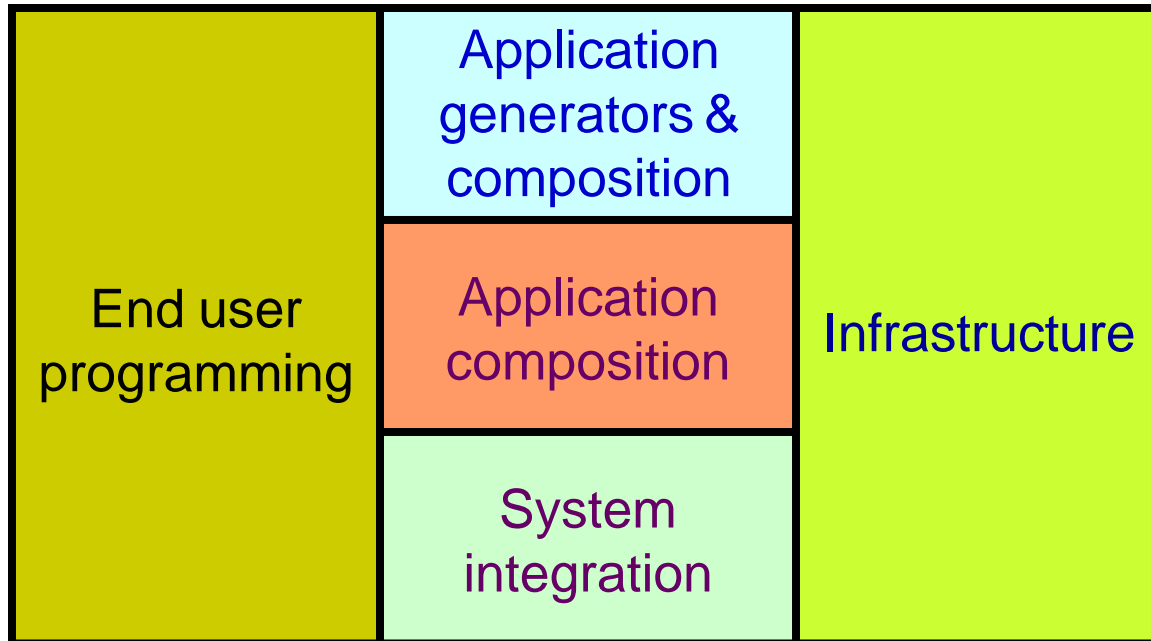 End user
programming
Application
generators &
composition
Application
composition
System
integration
Infrastructure